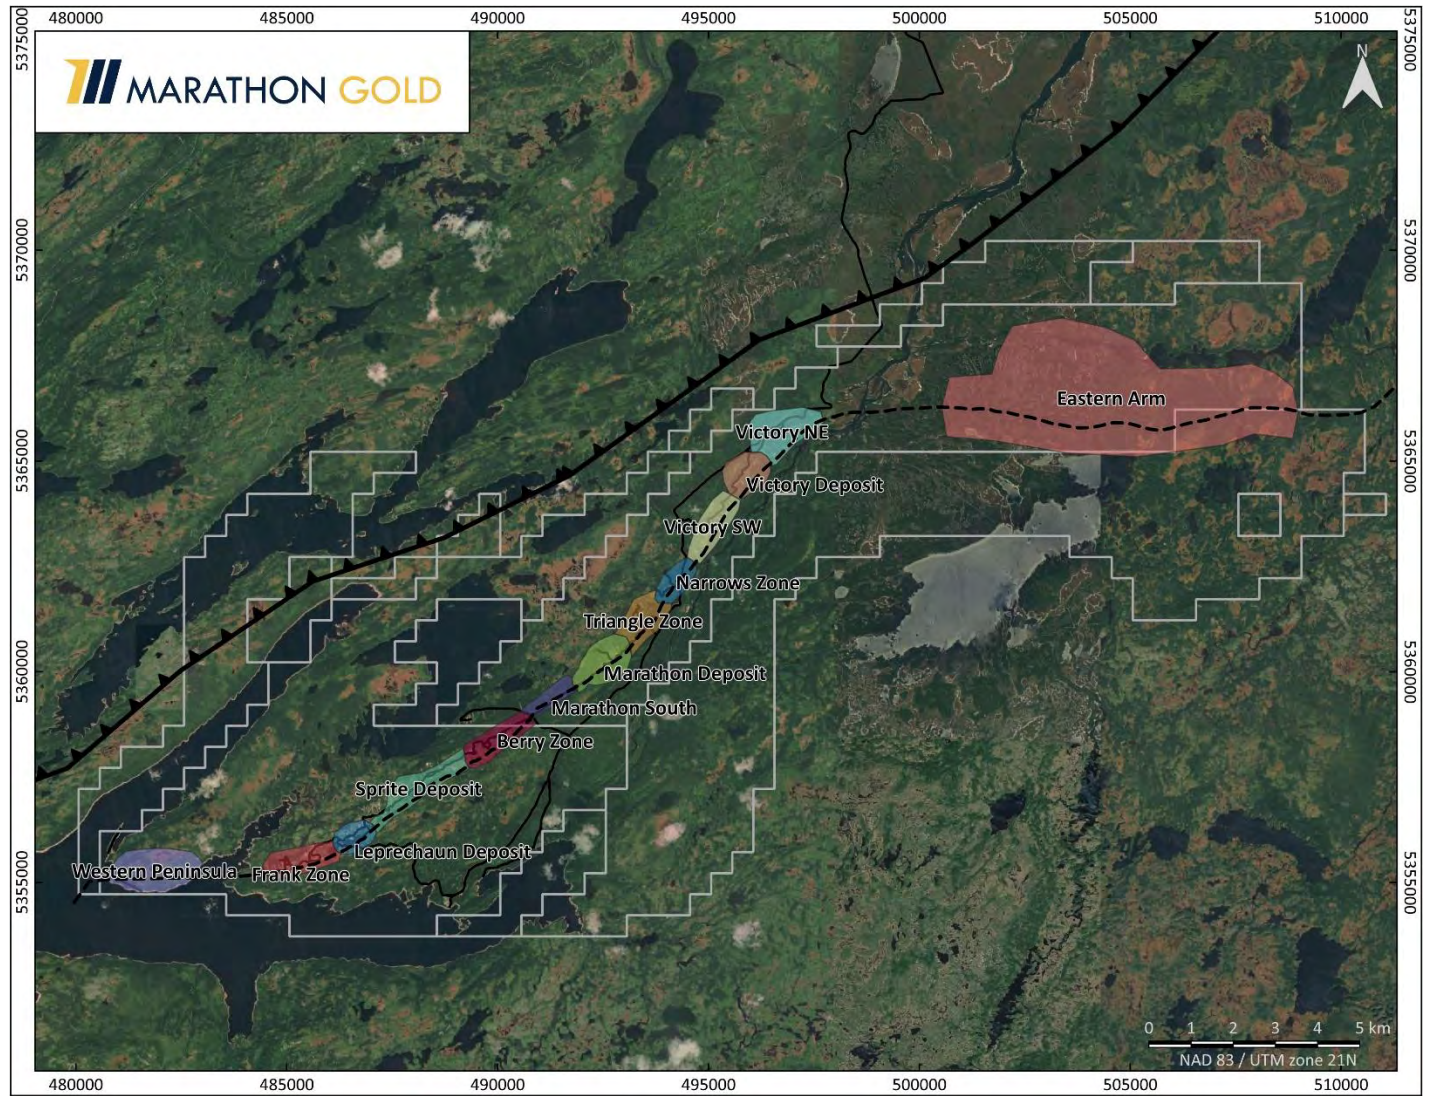 480000 485000 490000 495000 500000 505000 510000
5375000
5375000
MARATHON GOLD
N
5370000
5370000
Eastern Arm
Victory NE
5365000
5365000
Victory Deposit
Victory SW
Narrows Zone
Triangle Zone
5360000
5360000
Marathon Deposit
Marathon South
Berry Zone
Sprite Deposit
Leprechaun Deposit
Western Peninsula
Frank Zone
5355000
5355000
0 1 2 3 4 5 km
NAD 83 / UTM zone 21N
480000 485000 490000 495000 500000 505000 510000